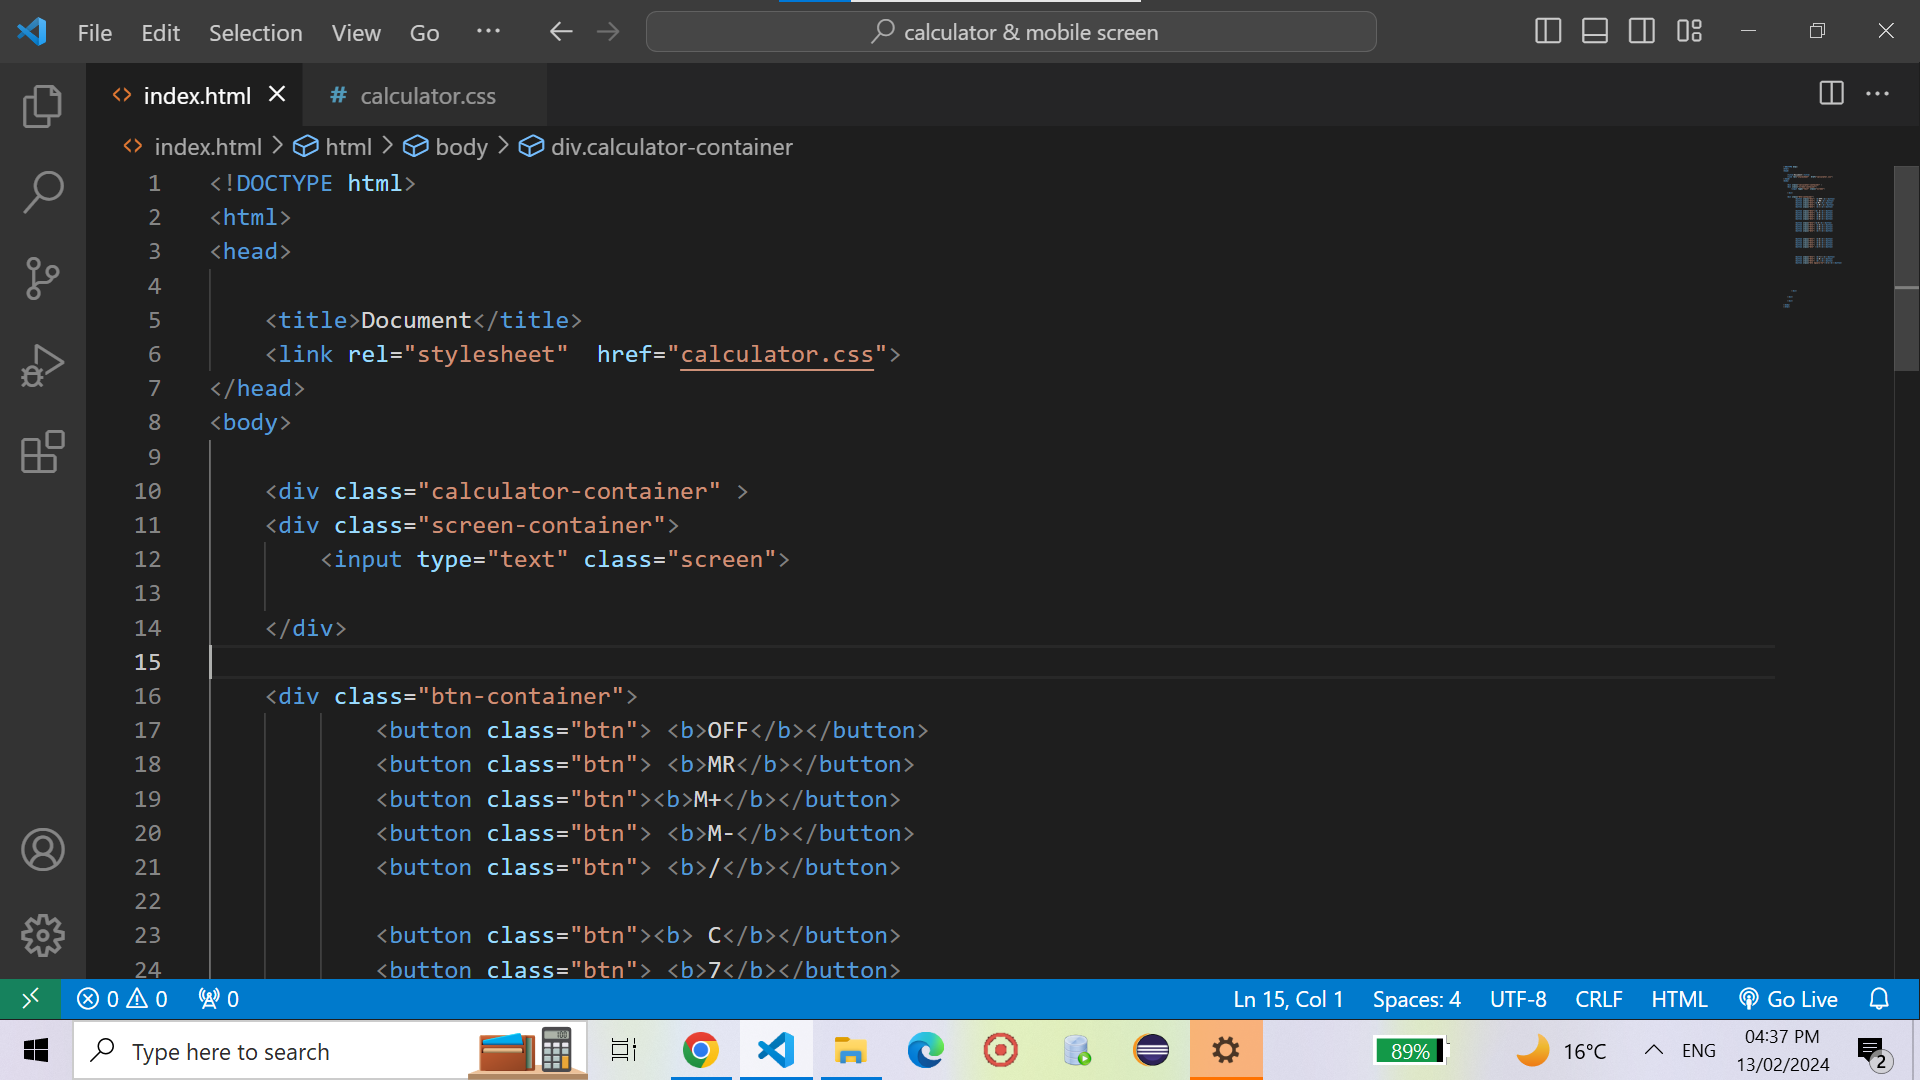 File Edit Selection View Go ··· calculator & mobile screen
index.html # calculator.css
index.html > html > body > div.calculator-container
1 <!DOCTYPE html>
2 <html>
3 <head>
4
5 <title>Document</title>
6 <link rel="stylesheet"  href="calculator.css">
7 </head>
8 <body>
9
10 <div class="calculator-container" >
11 <div class="screen-container">
12 <input type="text" class="screen">
13
14 </div>
15
16 <div class="btn-container">
17 <button class="btn"> <b>OFF</b></button>
18 <button class="btn"> <b>MR</b></button>
19 <button class="btn"><b>M+</b></button>
20 <button class="btn"> <b>M-</b></button>
21 <button class="btn"> <b>/</b></button>
22
23 <button class="btn"><b> C</b></button>
24 <button class="btn"> <b>7</b></button>
0 0 0 Ln 15, Col 1 Spaces: 4 UTF-8 CRLF HTML Go Live
Type here to search 89% 16°C ENG 04:37 PM
13/02/2024 2